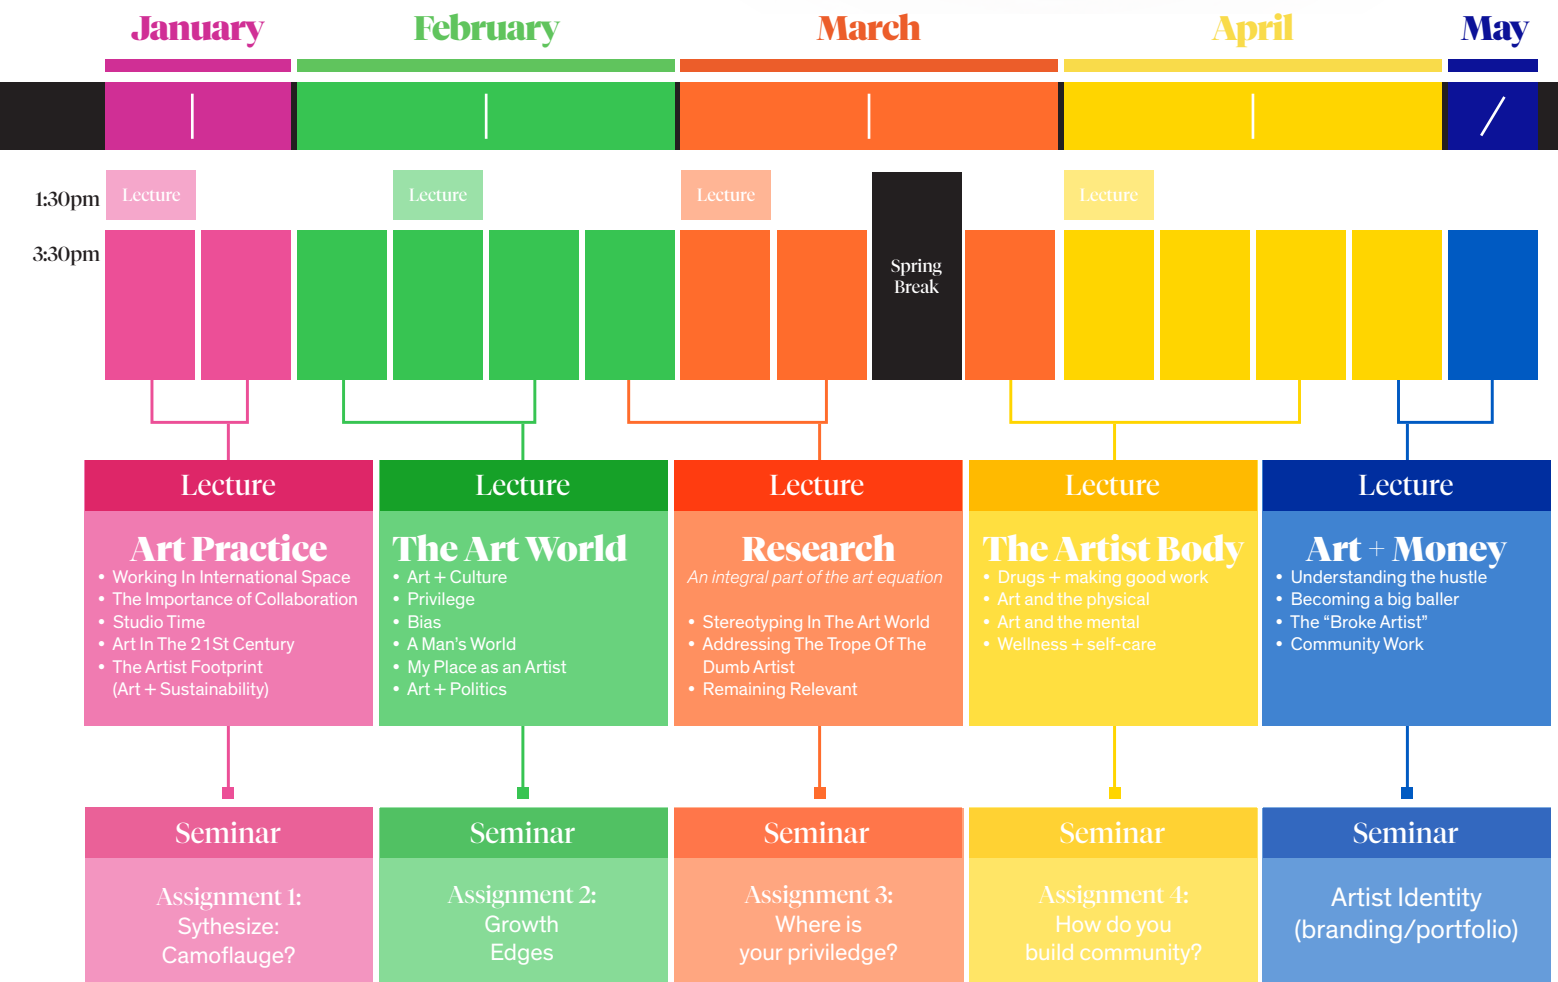 January
February
March
April
May
1:30pm
Lecture
Lecture
Lecture
Lecture
3:30pm
Spring
Break
Lecture
Art Practice
• Working In International Space
• The Importance of Collaboration
• Studio Time
• Art In The 21St Century
• The Artist Footprint
(Art + Sustainability)
Lecture
The Art World
• Art + Culture
• Privilege
• Bias
• A Man's World
• My Place as an Artist
• Art + Politics
Lecture
Research
An integral part of the art equation
• Stereotyping In The Art World
• Addressing The Trope Of The
Dumb Artist
• Remaining Relevant
Lecture
The Artist Body
• Drugs + making good work
• Art and the physical
• Art and the mental
• Wellness + self-care
Lecture
Art + Money
• Understanding the hustle
• Becoming a big baller
• The “Broke Artist”
• Community Work
Seminar
Assignment 1:
Sythesize:
Camoflauge?
Seminar
Assignment 2:
Growth
Edges
Seminar
Assignment 3:
Where is
your priviledge?
Seminar
Assignment 4:
How do you
build community?
Seminar
Artist Identity
(branding/portfolio)